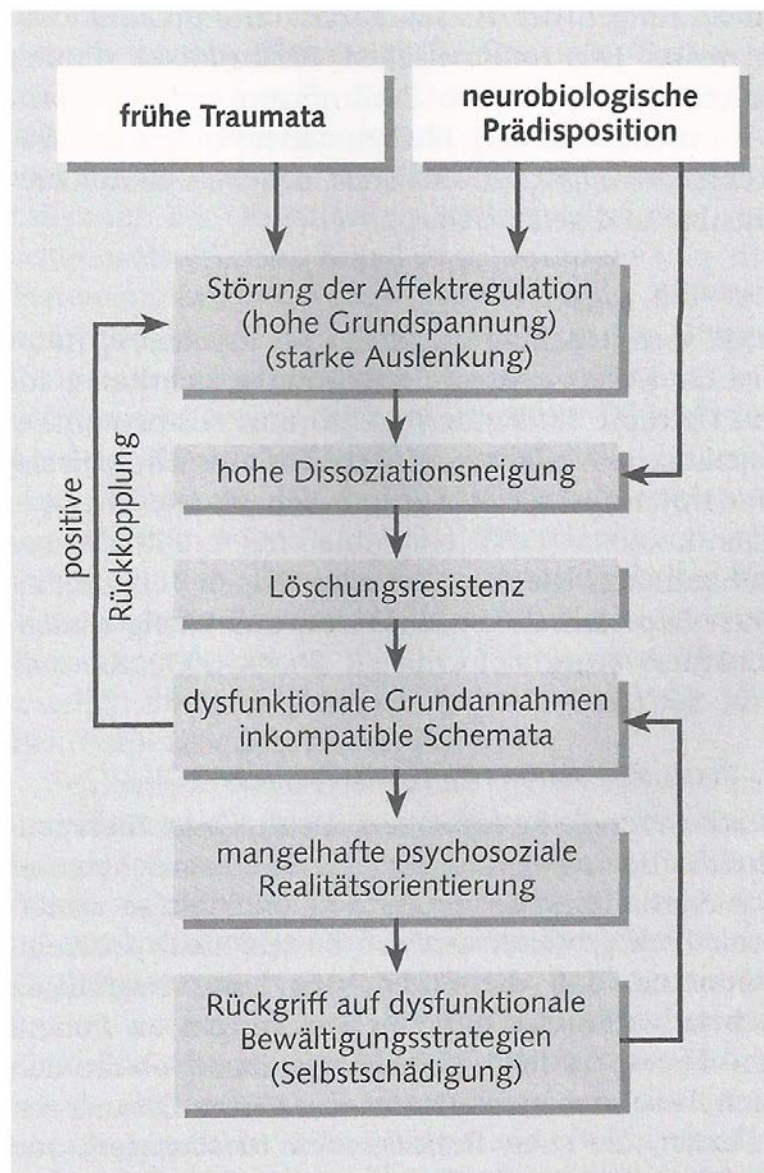 frühe Traumata
neurobiologische
Prädisposition
Störung der Affektregulation
(hohe Grundspannung)
(starke Auslenkung)
hohe Dissoziationsneigung
Löschungsresistenz
dysfunktionale Grundannahmen
inkompatible Schemata
mangelhafte psychosoziale
Realitätsorientierung
Rückgriff auf dysfunktionale
Bewältigungsstrategien
(Selbstschädigung)
positive
Rückkopplung